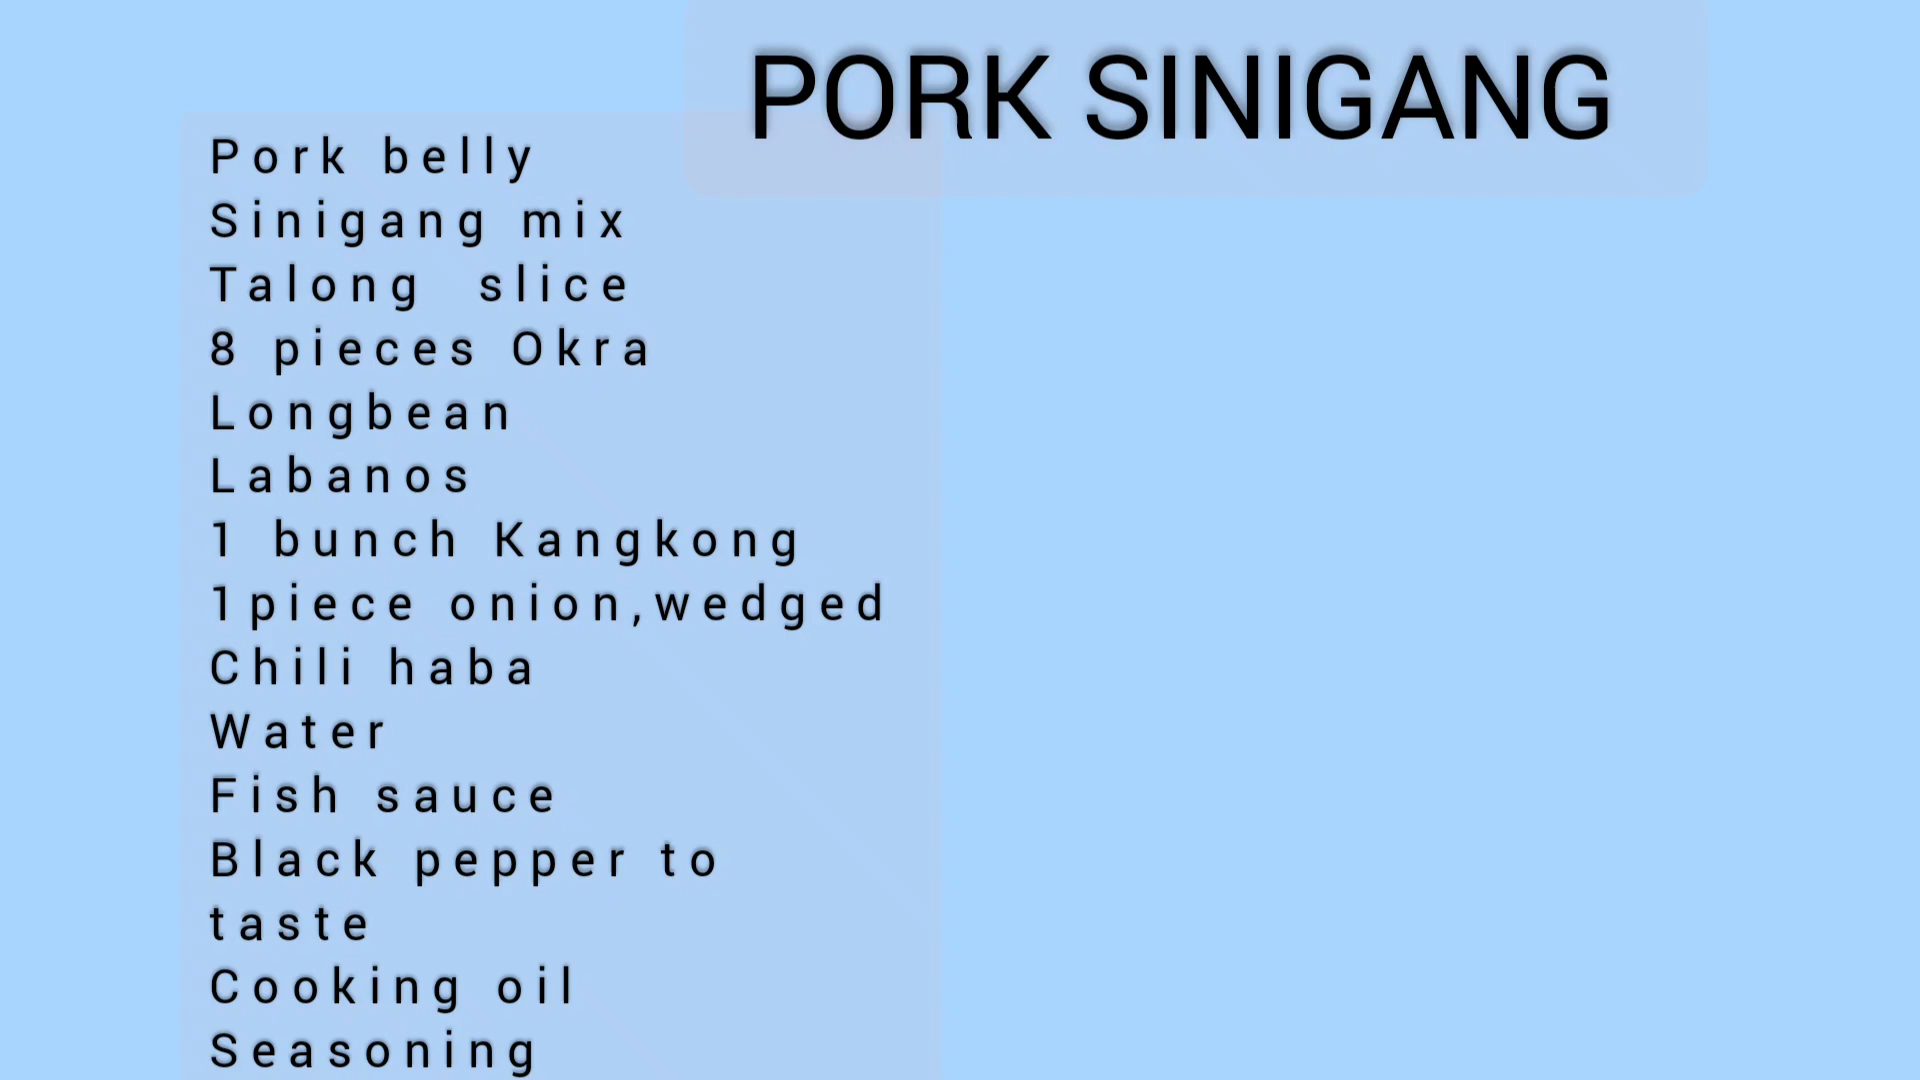 PORK SINIGANG
Pork belly
Sinigang mix
Talong slice
8 pieces Okra
Longbean
Labanos
1 bunch Kangkong
1piece onion,wedged
Chili haba
Water
Fish sauce
Black pepper to
taste
Cooking oil
Seasoning